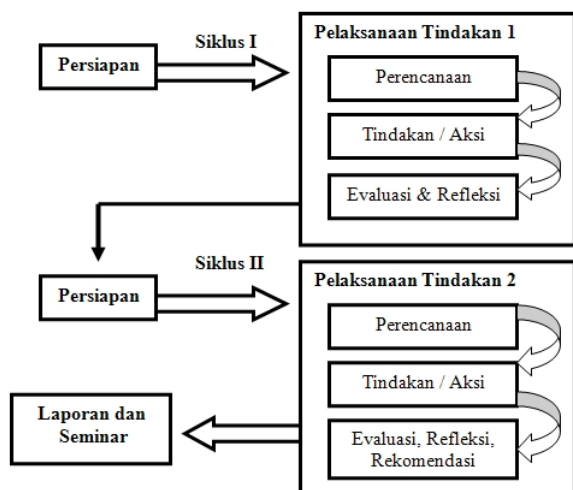 Siklus I
Persiapan
Pelaksanaan Tindakan 1
Perencanaan
Tindakan / Aksi
Evaluasi & Refleksi
Siklus II
Persiapan
Pelaksanaan Tindakan 2
Perencanaan
Tindakan / Aksi
Evaluasi, Refleksi,
Rekomendasi
Laporan dan
Seminar